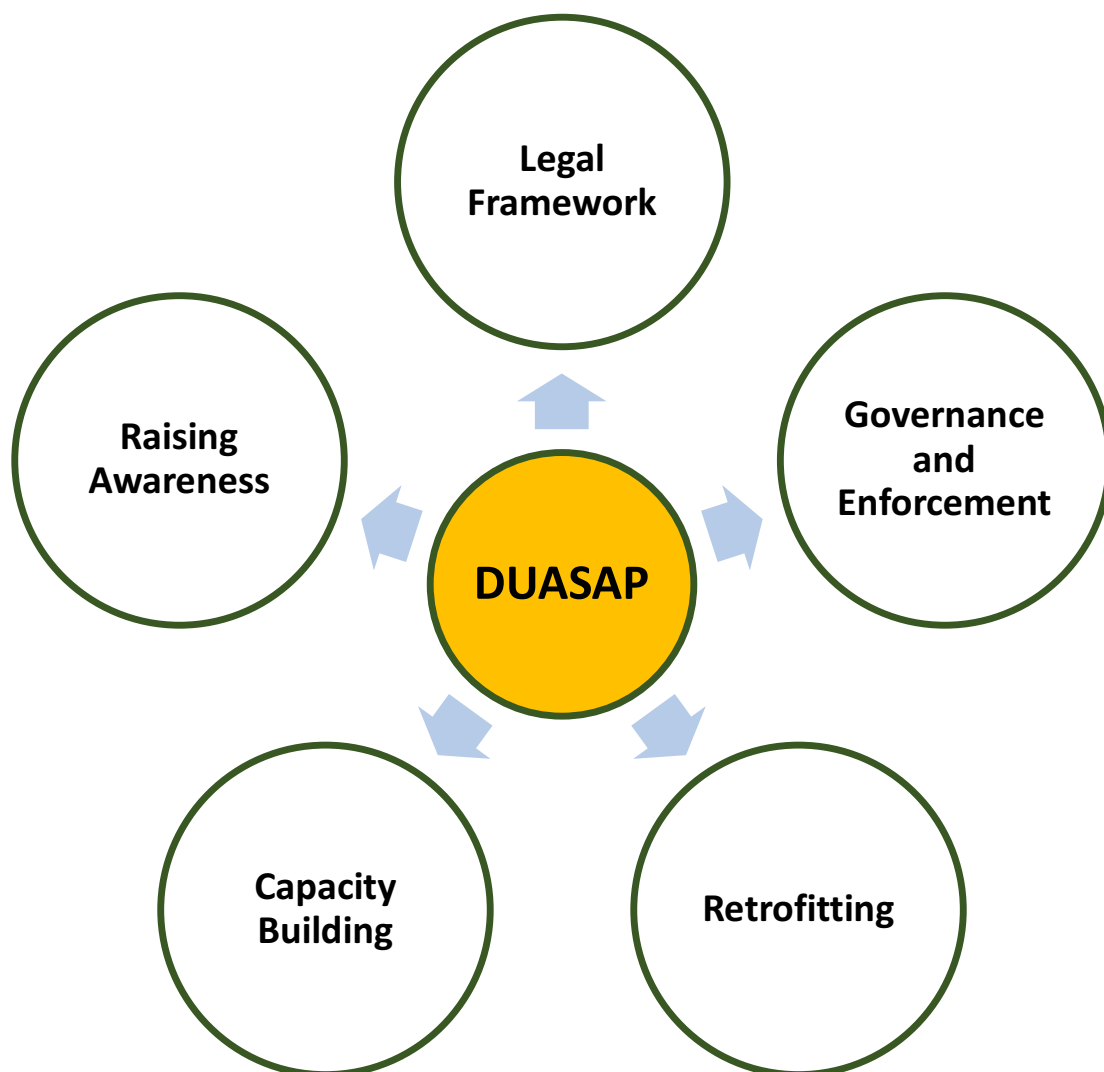 Legal
Framework
Governance
and
Enforcement
Raising
Awareness
DUASAP
Capacity
Building
Retrofitting